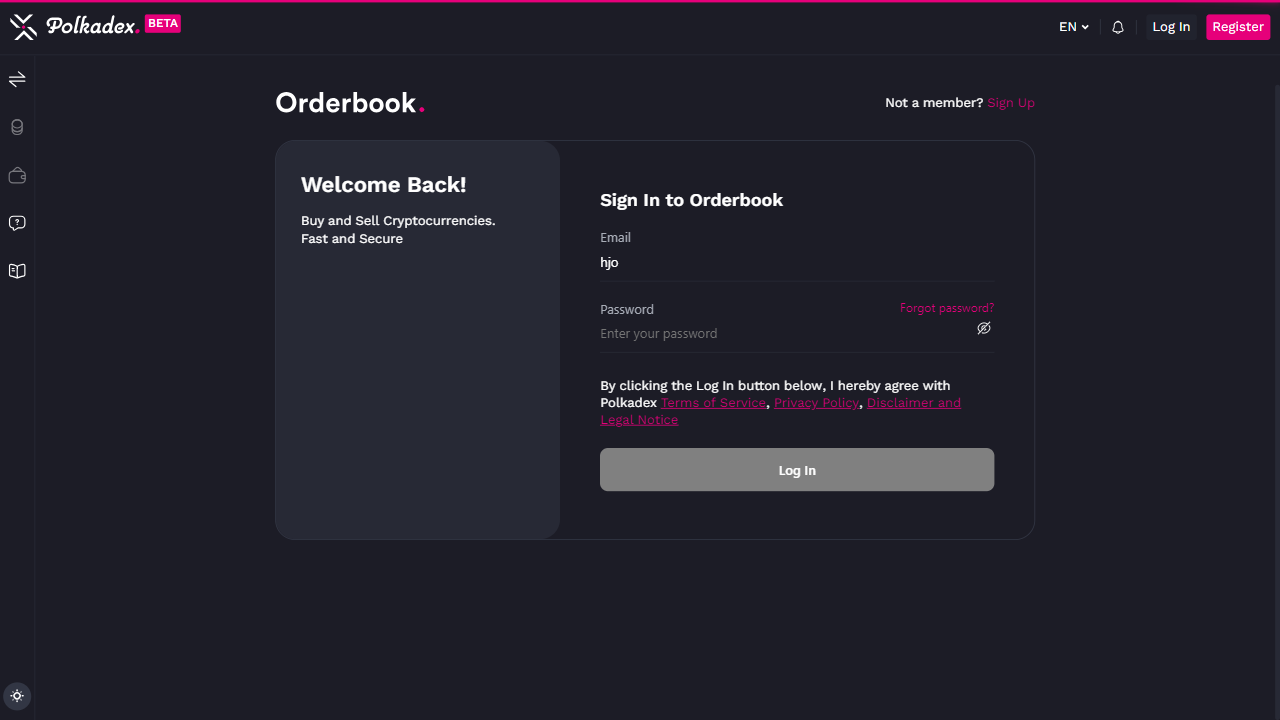 Polkadex. BETA
EN
Log In
Register
Orderbook.
Not a member? Sign Up
Welcome Back!
Buy and Sell Cryptocurrencies.
Fast and Secure
Sign In to Orderbook
Email
hjo
Password
Forgot password?
Enter your password
By clicking the Log In button below, I hereby agree with
Polkadex Terms of Service, Privacy Policy, Disclaimer and
Legal Notice
Log In